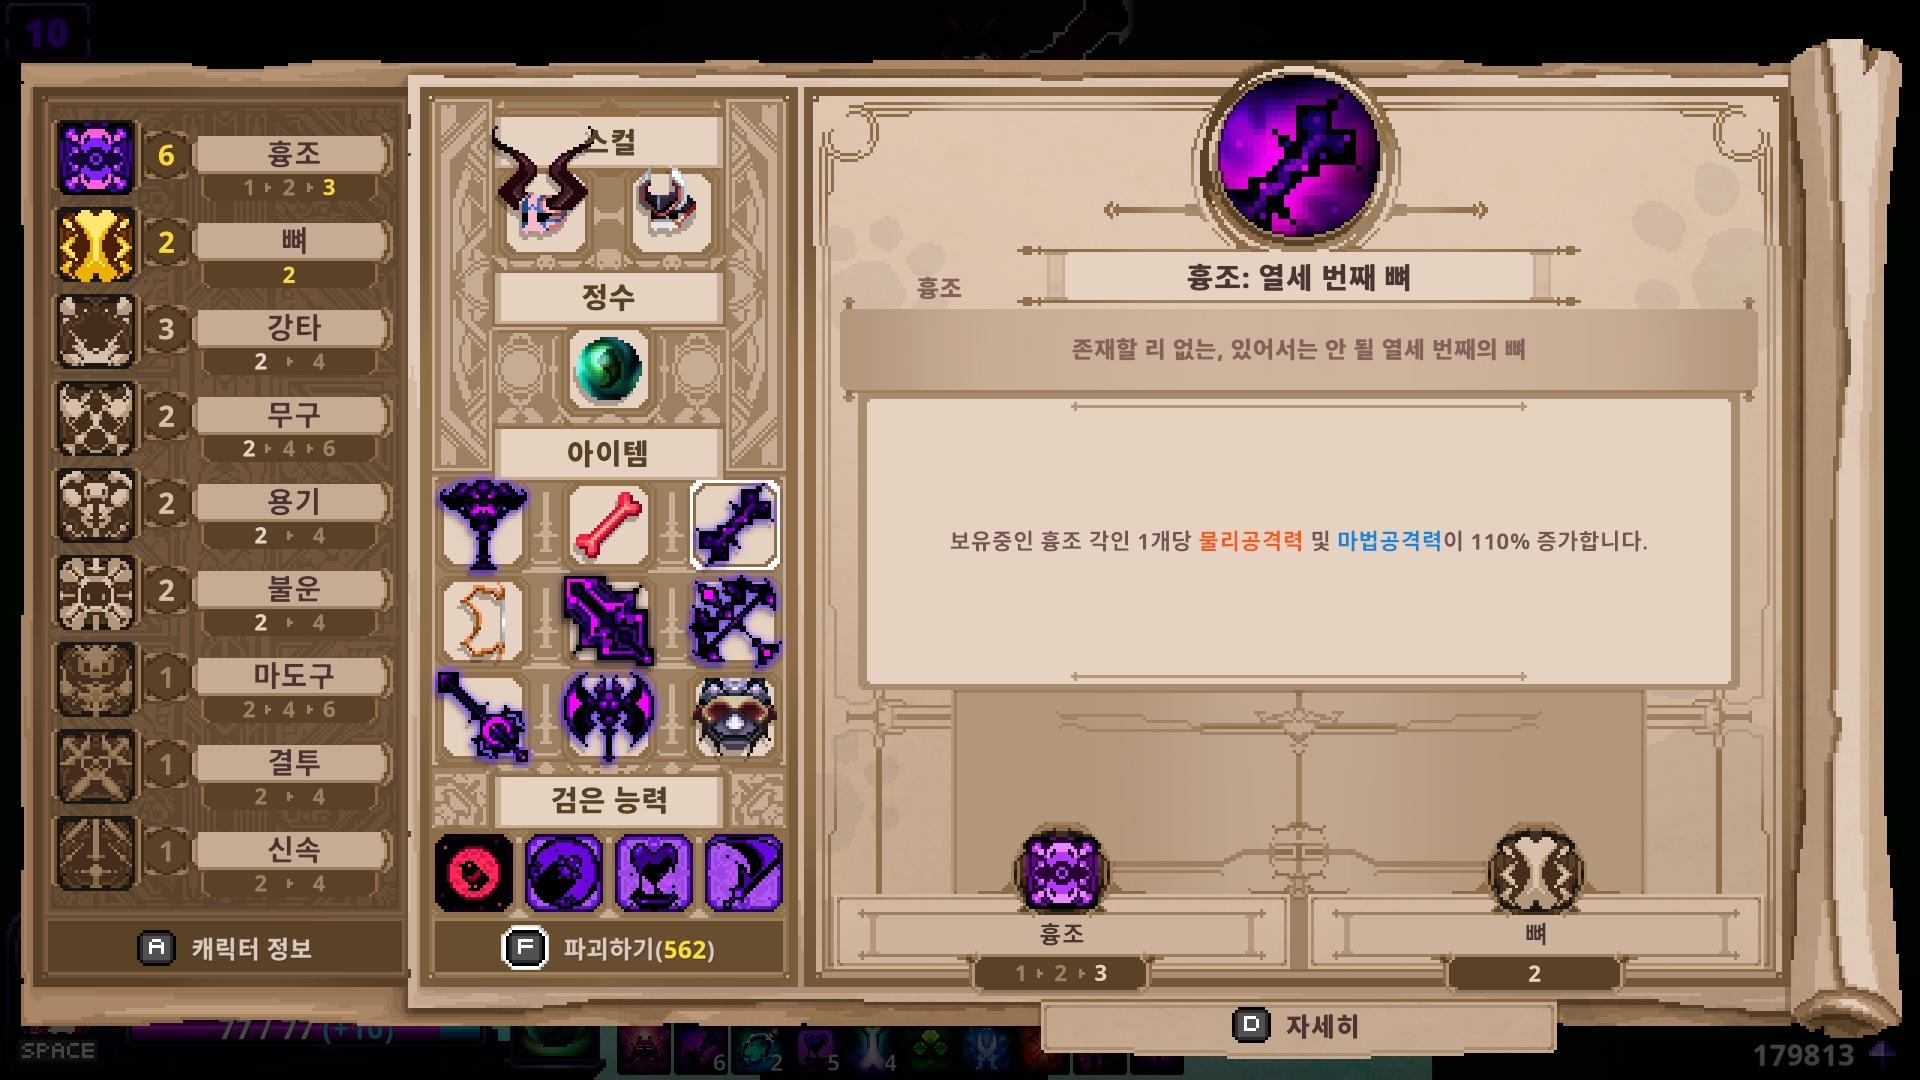 10
6 흉조
1 2 3
2 뼈
2
3 강타
2 4
2 무구
2 4 6
2 용기
2 4
2 불운
2 4
1 마도구
2 4 6
1 결투
2 4
1 신속
2 4
A 캐릭터 정보
스컬
정수
아이템
검은 능력
F 파괴하기(562)
흉조: 열세 번째 뼈
흉조
존재할 리 없는, 있어서는 안 될 열세 번째의 뼈
보유중인 흉조 각인 1개당 물리공격력 및 마법공격력이 110% 증가합니다.
흉조
1 2 3
뼈
2
D 자세히
SPACE
77/77 (+10)
6 2 5 4
179813